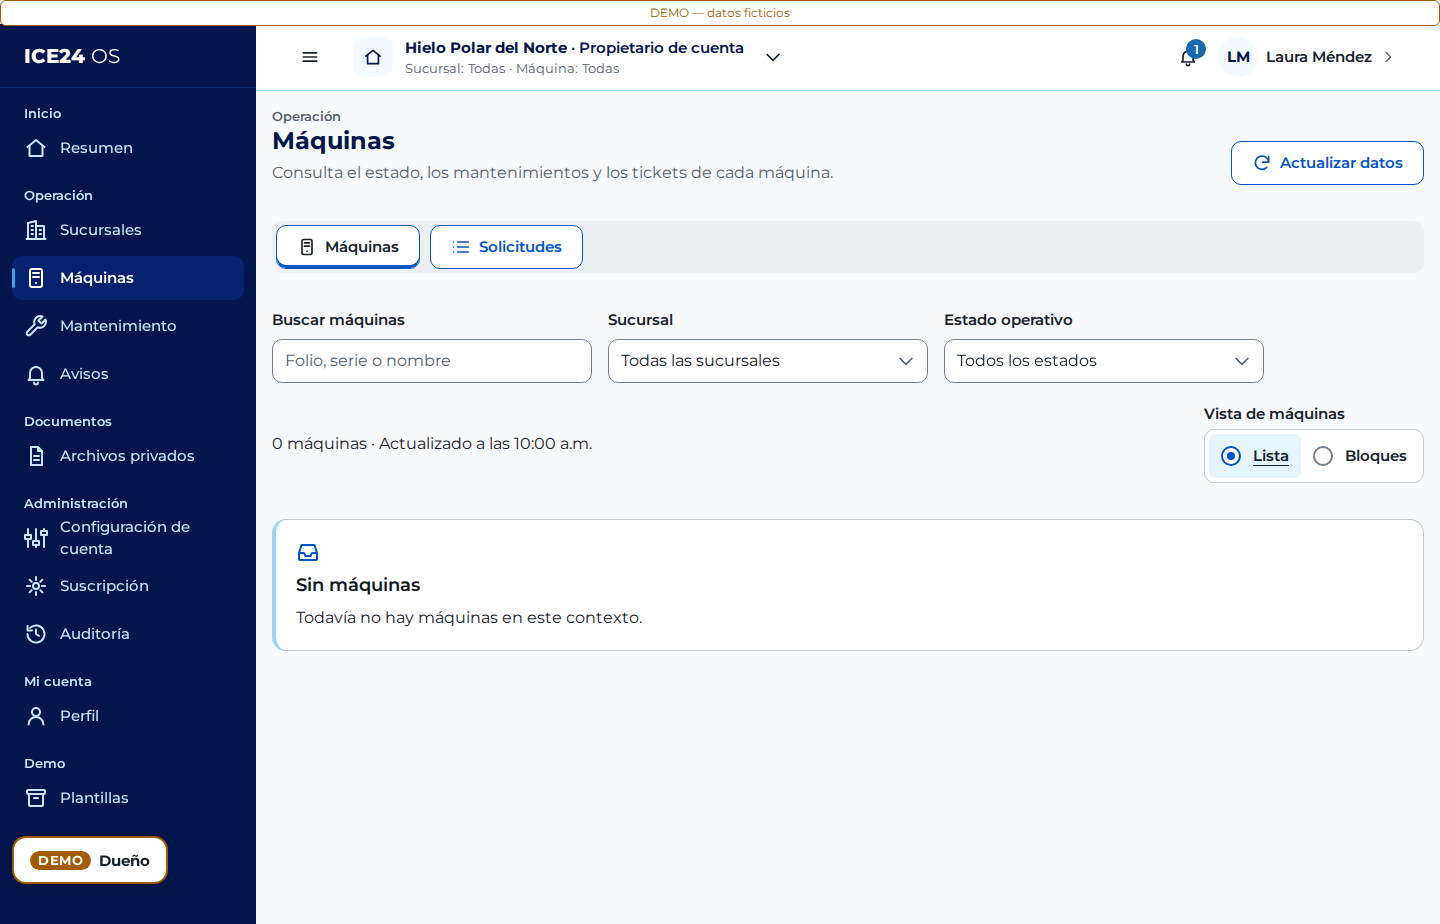 DEMO — datos ficticios
ICE24 OS
Inicio
Resumen
Operación
Sucursales
Máquinas
Mantenimiento
Avisos
Documentos
Archivos privados
Administración
Configuración de
cuenta
Suscripción
Auditoría
Mi cuenta
Perfil
Demo
Plantillas
DEMO Dueño
Hielo Polar del Norte · Propietario de cuenta
Sucursal: Todas · Máquina: Todas
1
LM Laura Méndez
Operación
Máquinas
Consulta el estado, los mantenimientos y los tickets de cada máquina.
Actualizar datos
Máquinas
Solicitudes
Buscar máquinas
Folio, serie o nombre
Sucursal
Todas las sucursales
Estado operativo
Todos los estados
0 máquinas · Actualizado a las 10:00 a.m.
Vista de máquinas
Lista
Bloques
Sin máquinas
Todavía no hay máquinas en este contexto.